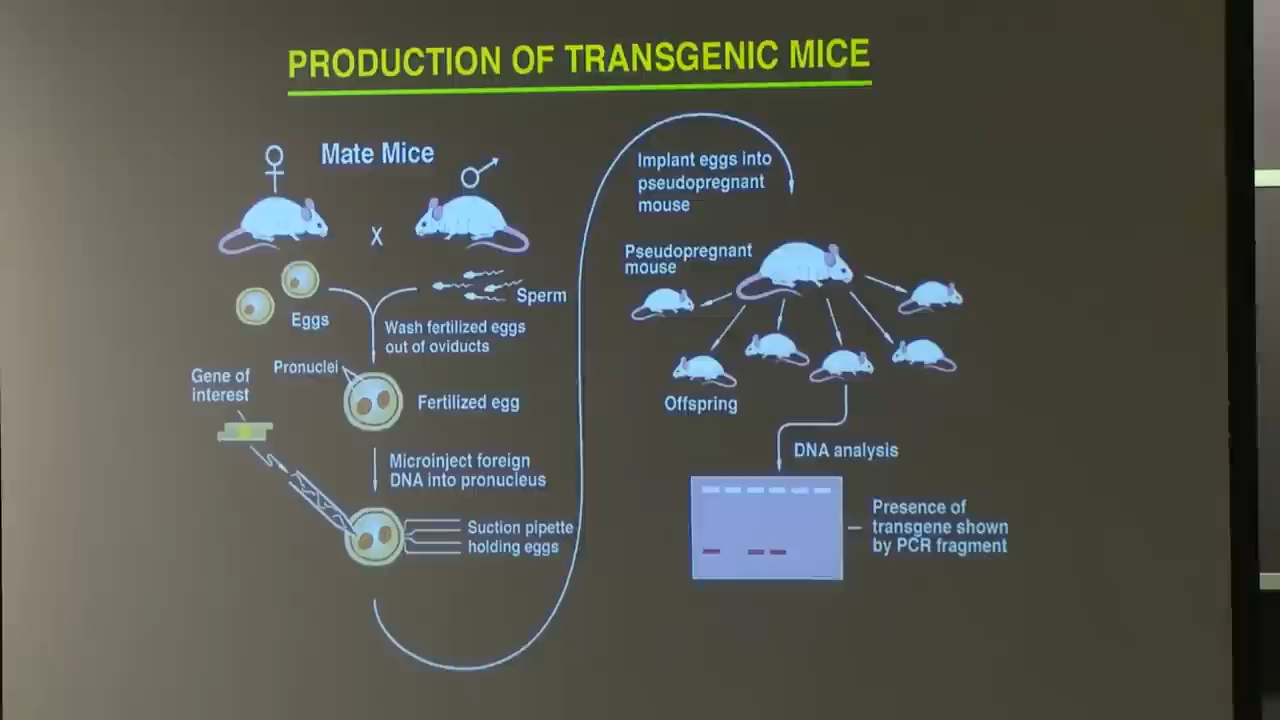 PRODUCTION OF TRANSGENIC MICE
Mate Mice
♀
♂
X
Eggs
Sperm
Wash fertilized eggs
out of oviducts
Pronuclei
Gene of
interest
Fertilized egg
Microinject foreign
DNA into pronucleus
Suction pipette
holding eggs
Implant eggs into
pseudopregnant
mouse
Pseudopregnant
mouse
Offspring
DNA analysis
Presence of
transgene shown
by PCR fragment